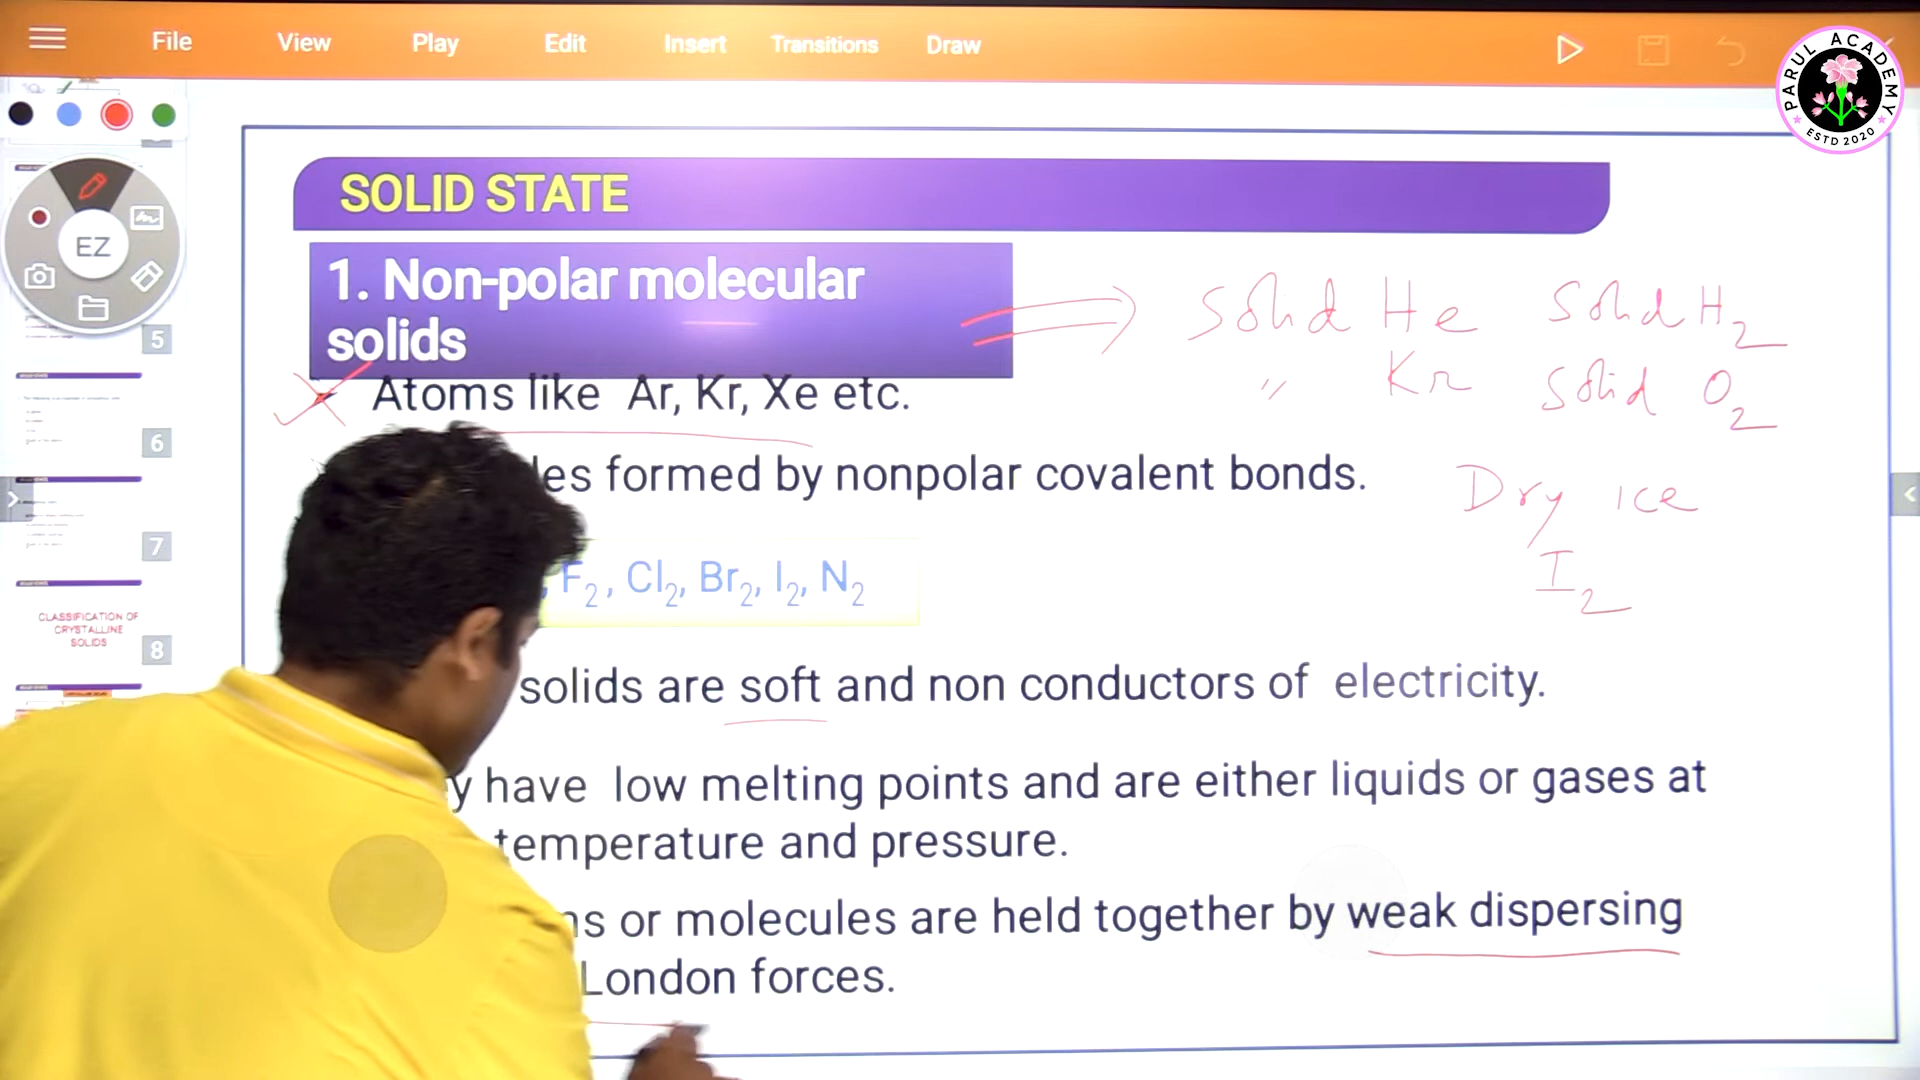 File View Play Edit Insert Transitions Draw
PARUL ACADEMY
ESTD 2020
EZ
SOLID STATE
1. Non-polar molecular
solids
Solid He Solid H2
〃 Kr Solid O2
Atoms like Ar, Kr, Xe etc.
formed by nonpolar covalent bonds.
Dry ice
I2
F2, Cl2, Br2, I2, N2
solids are soft and non conductors of electricity.
have low melting points and are either liquids or gases at
temperature and pressure.
or molecules are held together by weak dispersing
London forces.
5
6
7
CLASSIFICATION OF
CRYSTALLINE
SOLIDS
8